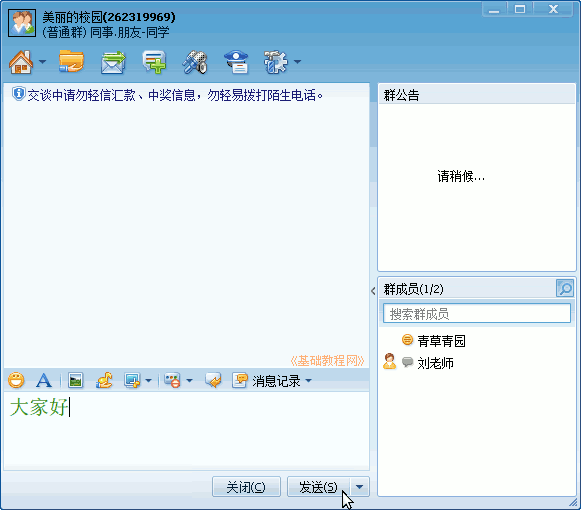 美丽的校园(262319969)
(普通群) 同事.朋友-同学
交谈中请勿轻信汇款、中奖信息，勿轻易拨打陌生电话。
群公告
请稍候...
群成员(1/2)
搜索群成员
青草青园
刘老师
《基础教程网》
消息记录
大家好
关闭(C)
发送(S)